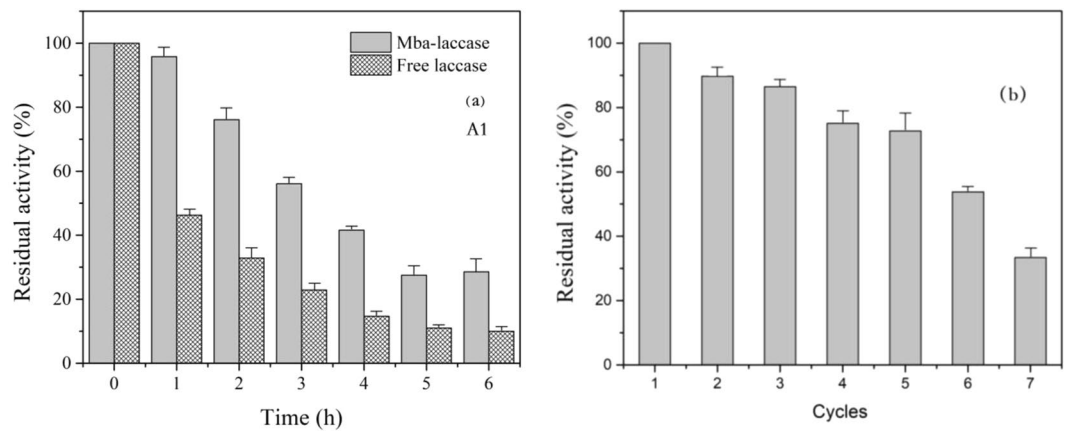 Residual activity (%)
100
80
60
40
20
0
Mba-laccase
Free laccase
(a)
A1
0 1 2 3 4 5 6
Time (h)
Residual activity (%)
100
80
60
40
20
0
(b)
1 2 3 4 5 6 7
Cycles